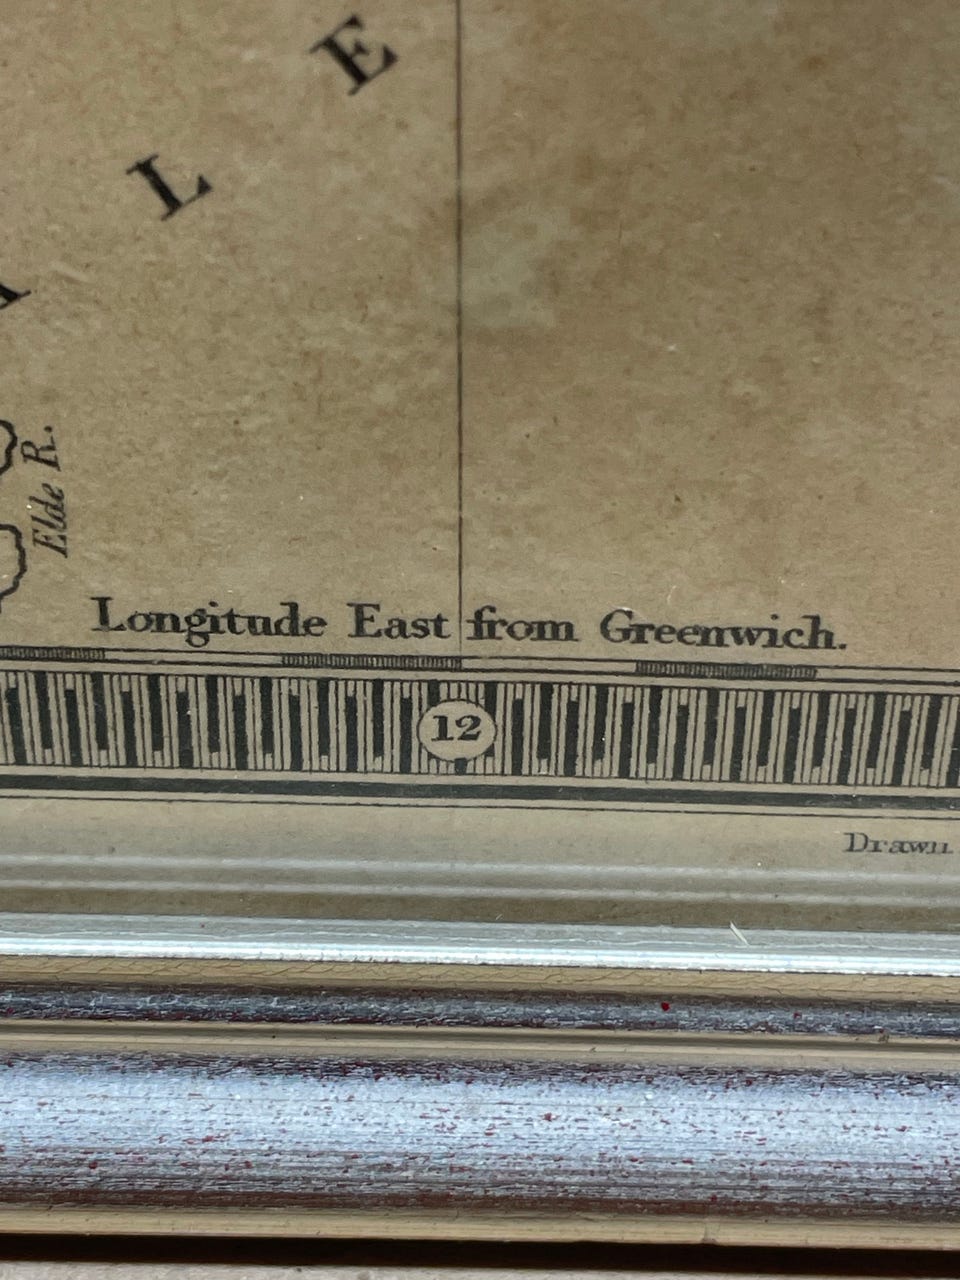 A L E
Elde R.
Longitude East from Greenwich.
12
Drawn